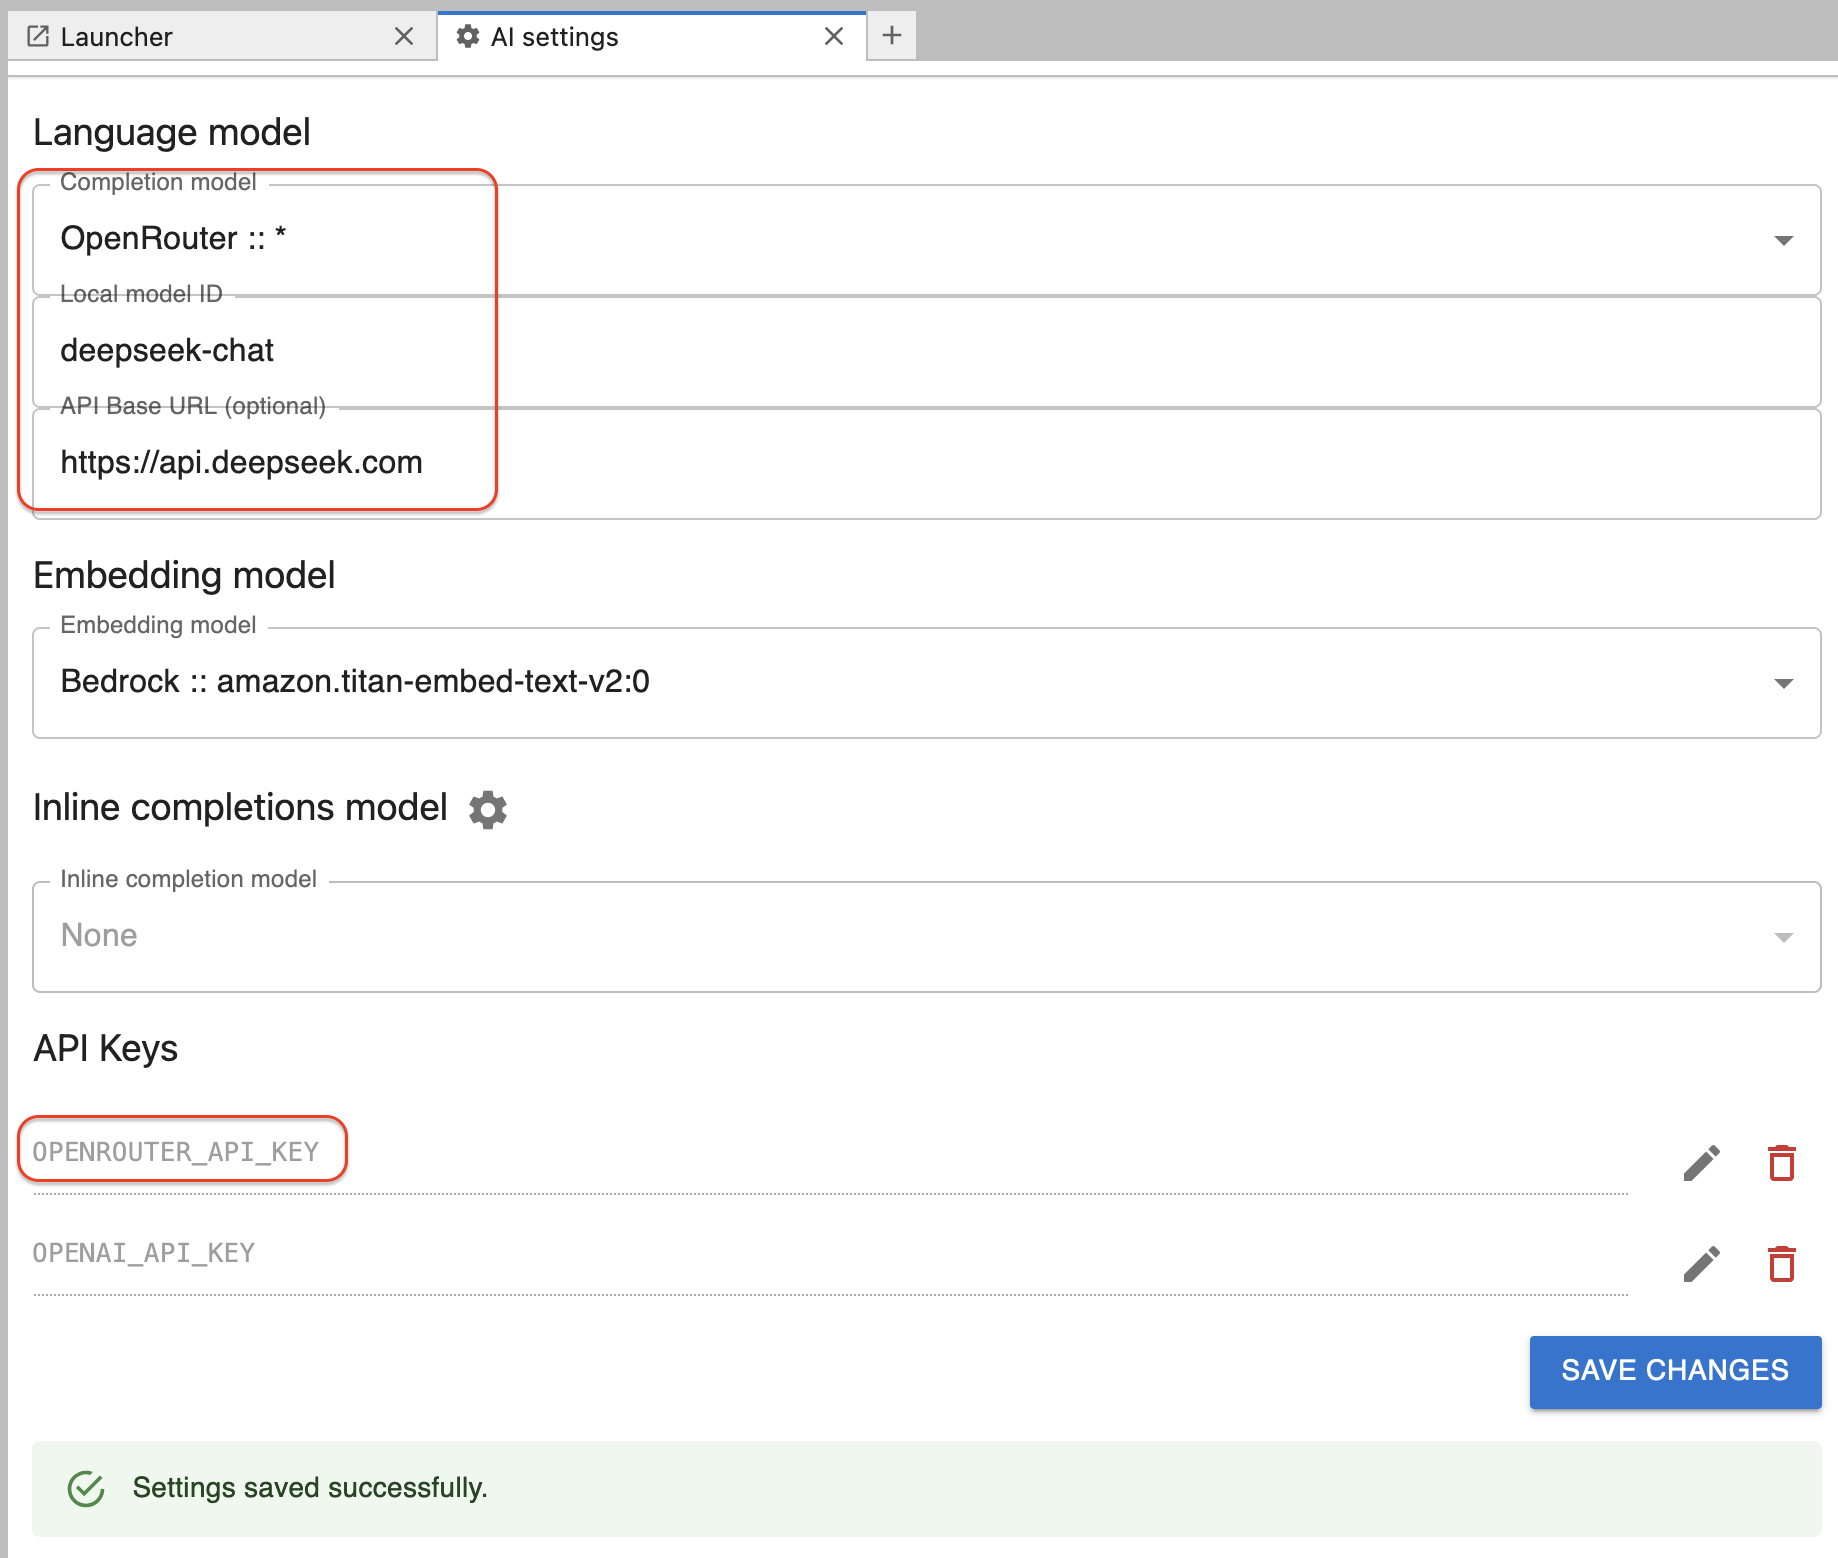 Launcher
AI settings
Language model
Completion model
OpenRouter :: *
Local model ID
deepseek-chat
API Base URL (optional)
https://api.deepseek.com
Embedding model
Embedding model
Bedrock :: amazon.titan-embed-text-v2:0
Inline completions model
Inline completion model
None
API Keys
OPENROUTER_API_KEY
OPENAI_API_KEY
SAVE CHANGES
Settings saved successfully.